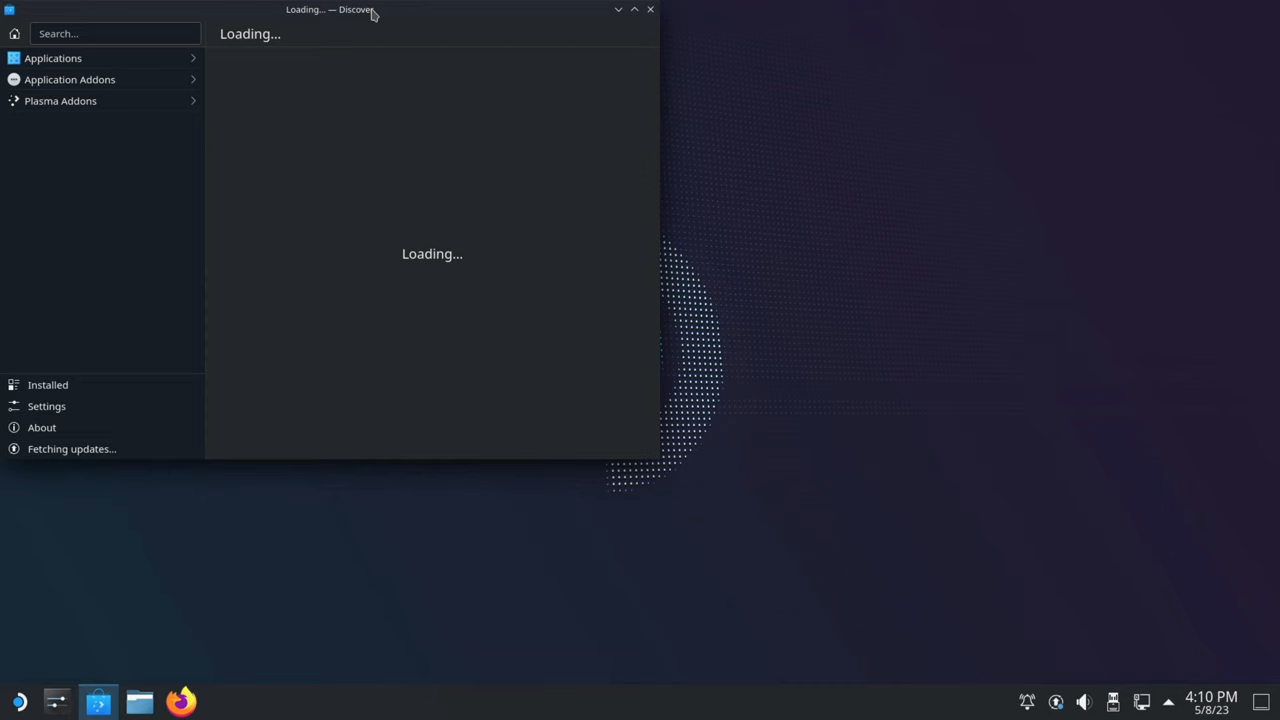 Loading... — Discover
Search...
Loading...
Applications
Application Addons
Plasma Addons
Loading...
Installed
Settings
About
Fetching updates...
4:10 PM
5/8/23